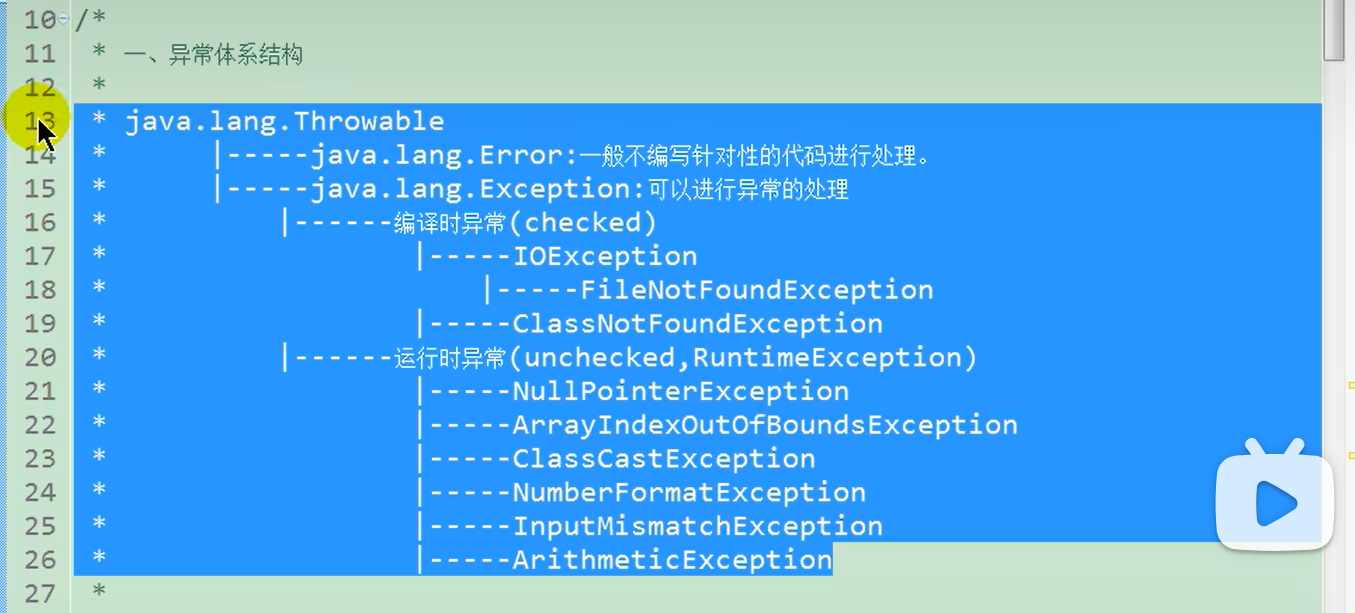 10 /*
11  * 一、异常体系结构
12  *
13  * java.lang.Throwable
14  *       |-----java.lang.Error:一般不编写针对性的代码进行处理。
15  *       |-----java.lang.Exception:可以进行异常的处理
16  *           |------编译时异常(checked)
17  *                   |-----IOException
18  *                       |-----FileNotFoundException
19  *                   |-----ClassNotFoundException
20  *           |------运行时异常(unchecked,RuntimeException)
21  *                   |-----NullPointerException
22  *                   |-----ArrayIndexOutOfBoundsException
23  *                   |-----ClassCastException
24  *                   |-----NumberFormatException
25  *                   |-----InputMismatchException
26  *                   |-----ArithmeticException
27  *